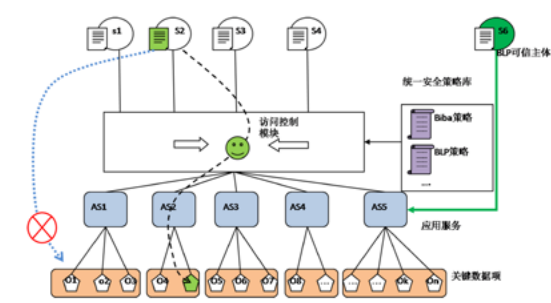 s1
S2
S3
S4
S6
BLP可信主体
统一安全策略库
访问控制
模块
Biba策略
BLP策略
...
AS1
AS2
AS3
AS4
AS5
应用服务
O1
o2
O3
O4
O5
O6
O7
O8
...
...
...
Ok
On
关键数据项